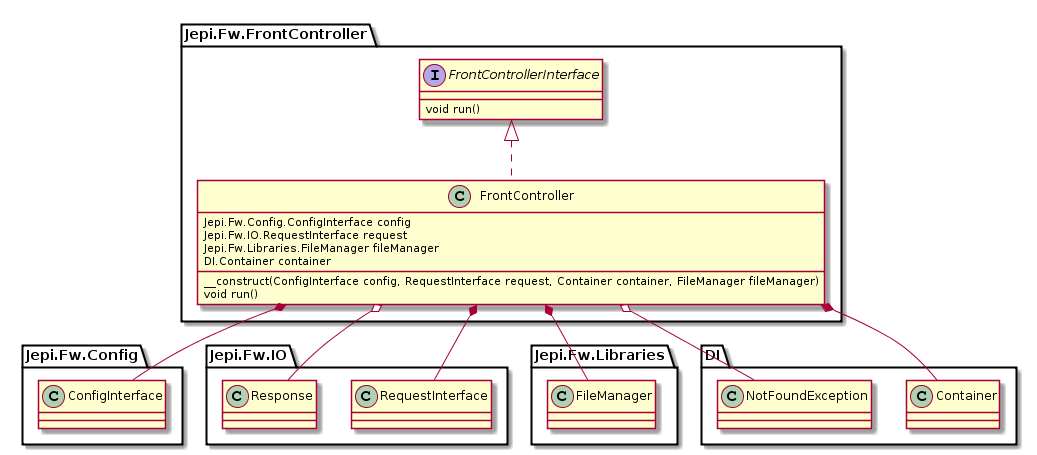 Jepi.Fw.FrontController
I FrontControllerInterface
void run()
C FrontController
Jepi.Fw.Config.ConfigInterface config
Jepi.Fw.IO.RequestInterface request
Jepi.Fw.Libraries.FileManager fileManager
DI.Container container
__construct(ConfigInterface config, RequestInterface request, Container container, FileManager fileManager)
void run()
Jepi.Fw.Config
C ConfigInterface
Jepi.Fw.IO
C Response
C RequestInterface
Jepi.Fw.Libraries
C FileManager
DI
C NotFoundException
C Container